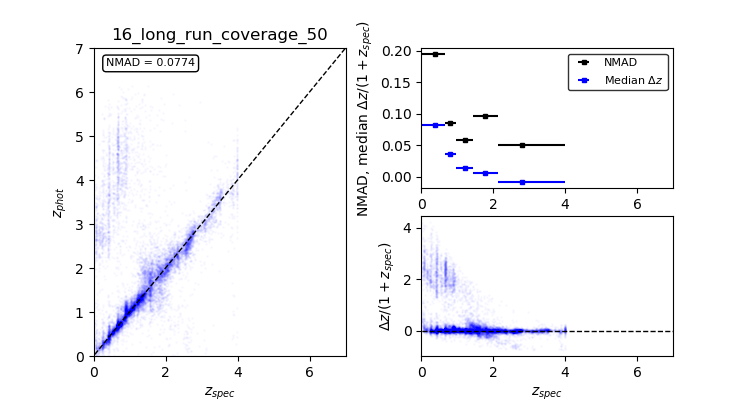 16_long_run_coverage_50
NMAD = 0.0774
7
6
5
4
3
2
1
0
z_phot
0 2 4 6
z_spec
NMAD, median Δz/(1 + z_spec)
0.20
0.15
0.10
0.05
0.00
NMAD
Median Δz
0 2 4 6
Δz/(1 + z_spec)
4
2
0
0 2 4 6
z_spec